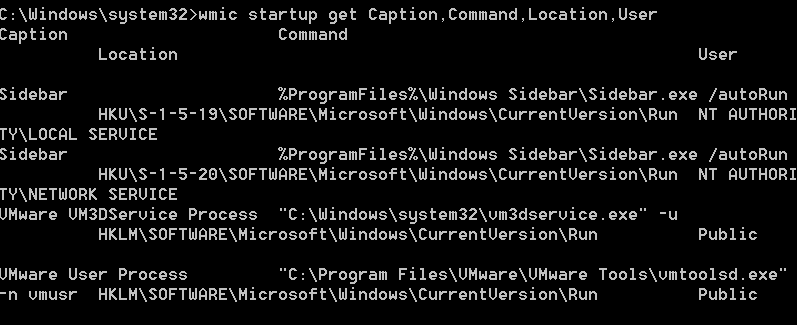 C:\Windows\system32>wmic startup get Caption,Command,Location,User
Caption                    Command
          Location                                                    User
Sidebar                    %ProgramFiles%\Windows Sidebar\Sidebar.exe /autoRun
          HKU\S-1-5-19\SOFTWARE\Microsoft\Windows\CurrentVersion\Run  NT AUTHORI
TY\LOCAL SERVICE
Sidebar                    %ProgramFiles%\Windows Sidebar\Sidebar.exe /autoRun
          HKU\S-1-5-20\SOFTWARE\Microsoft\Windows\CurrentVersion\Run  NT AUTHORI
TY\NETWORK SERVICE
VMware VM3DService Process  "C:\Windows\system32\vm3dservice.exe" -u
          HKLM\SOFTWARE\Microsoft\Windows\CurrentVersion\Run          Public
VMware User Process         "C:\Program Files\VMware\VMware Tools\vmtoolsd.exe"
-n vmusr  HKLM\SOFTWARE\Microsoft\Windows\CurrentVersion\Run          Public